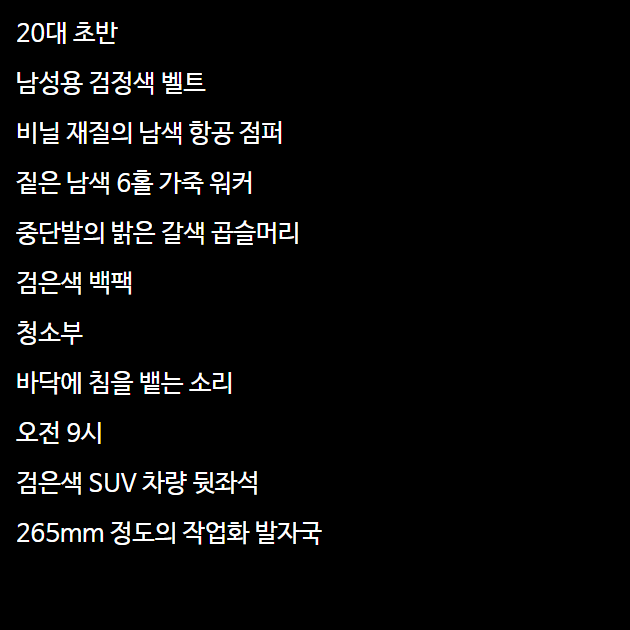 20대 초반
남성용 검정색 벨트
비닐 재질의 남색 항공 점퍼
짙은 남색 6홀 가죽 워커
중단발의 밝은 갈색 곱슬머리
검은색 백팩
청소부
바닥에 침을 뱉는 소리
오전 9시
검은색 SUV 차량 뒷좌석
265mm 정도의 작업화 발자국